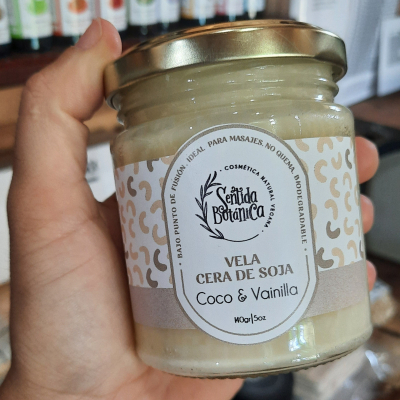 • BAJO PUNTO DE FUSIÓN. IDEAL PARA MASAJES. NO QUEMA. BIODEGRADABLE •
• COSMÉTICA NATURAL VEGANA •
Sentida
Botánica
VELA
CERA DE SOJA
Coco & Vainilla
140gr|5oz